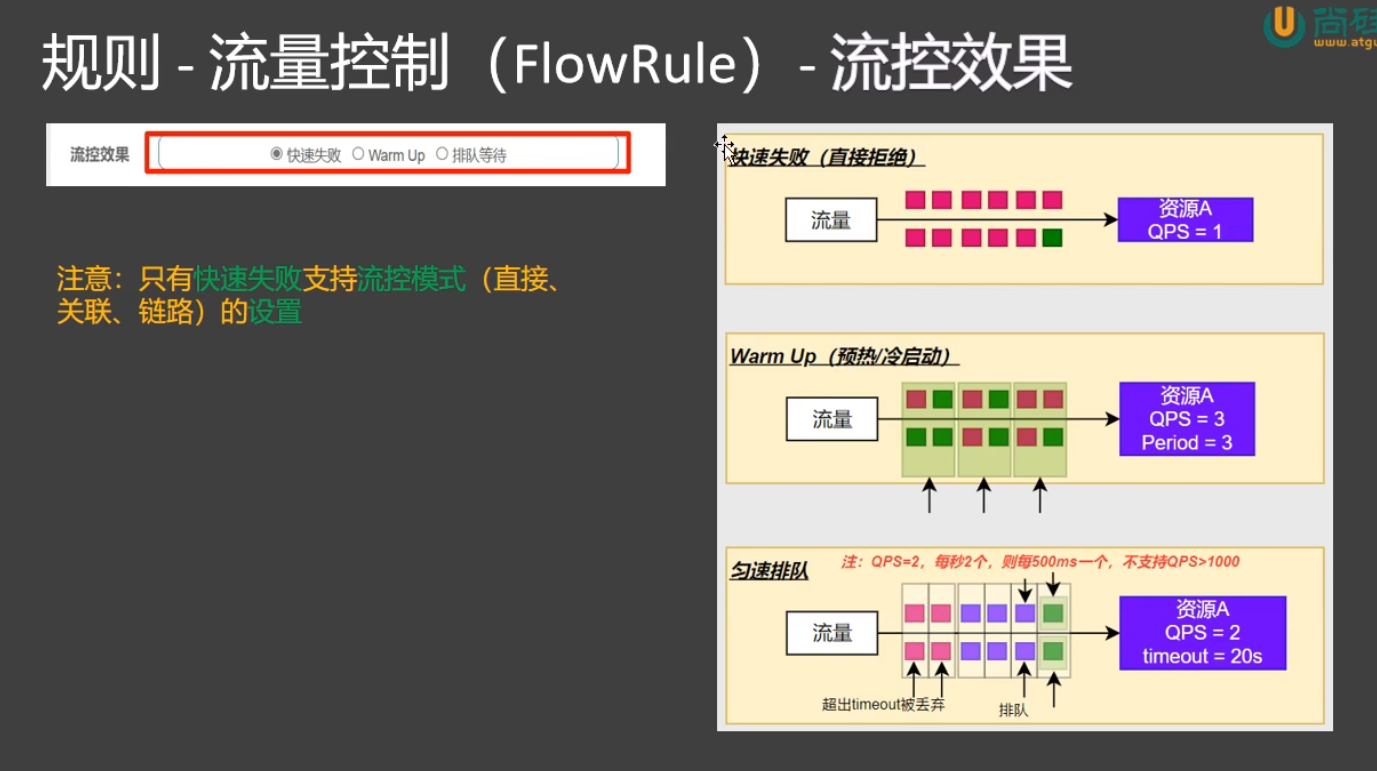 规则 - 流量控制（FlowRule）- 流控效果
流控效果
快速失败 Warm Up 排队等待
注意：只有快速失败支持流控模式（直接、
关联、链路）的设置
快速失败（直接拒绝）
流量
资源A
QPS = 1
Warm Up（预热/冷启动）
流量
资源A
QPS = 3
Period = 3
匀速排队
注：QPS=2，每秒2个，则每500ms一个，不支持QPS>1000
流量
资源A
QPS = 2
timeout = 20s
超出timeout被丢弃
排队